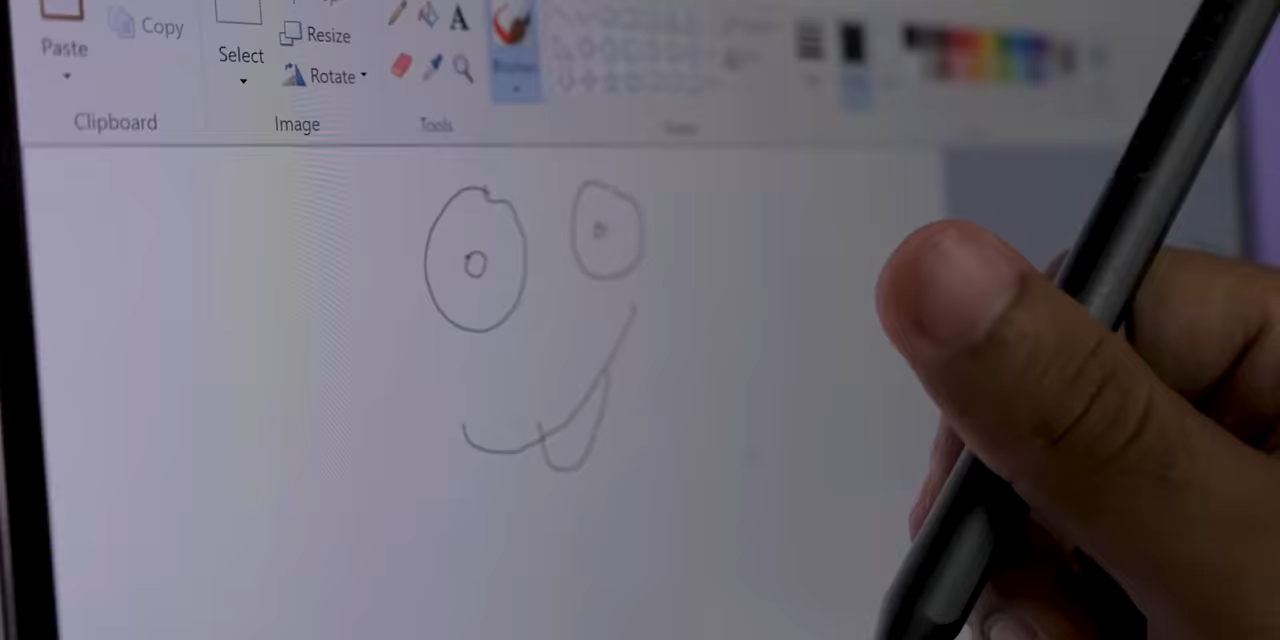 Paste
Copy
Clipboard
Select
Resize
Rotate
Image
A
Tools